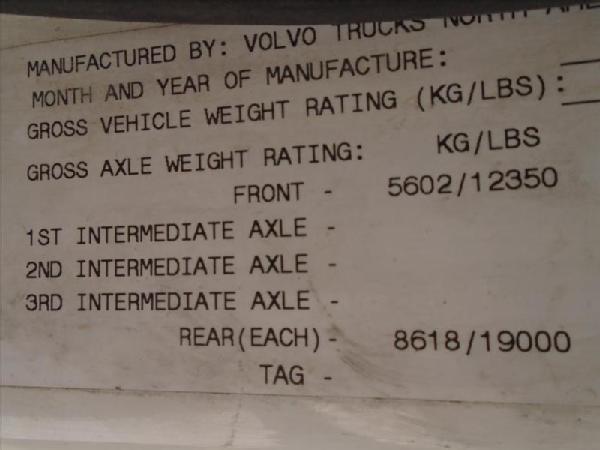 MANUFACTURED BY: VOLVO TRUCKS NORTH
MONTH AND YEAR OF MANUFACTURE:
GROSS VEHICLE WEIGHT RATING (KG/LBS):
GROSS AXLE WEIGHT RATING: KG/LBS
FRONT - 5602/12350
1ST INTERMEDIATE AXLE -
2ND INTERMEDIATE AXLE -
3RD INTERMEDIATE AXLE -
REAR(EACH)- 8618/19000
TAG -